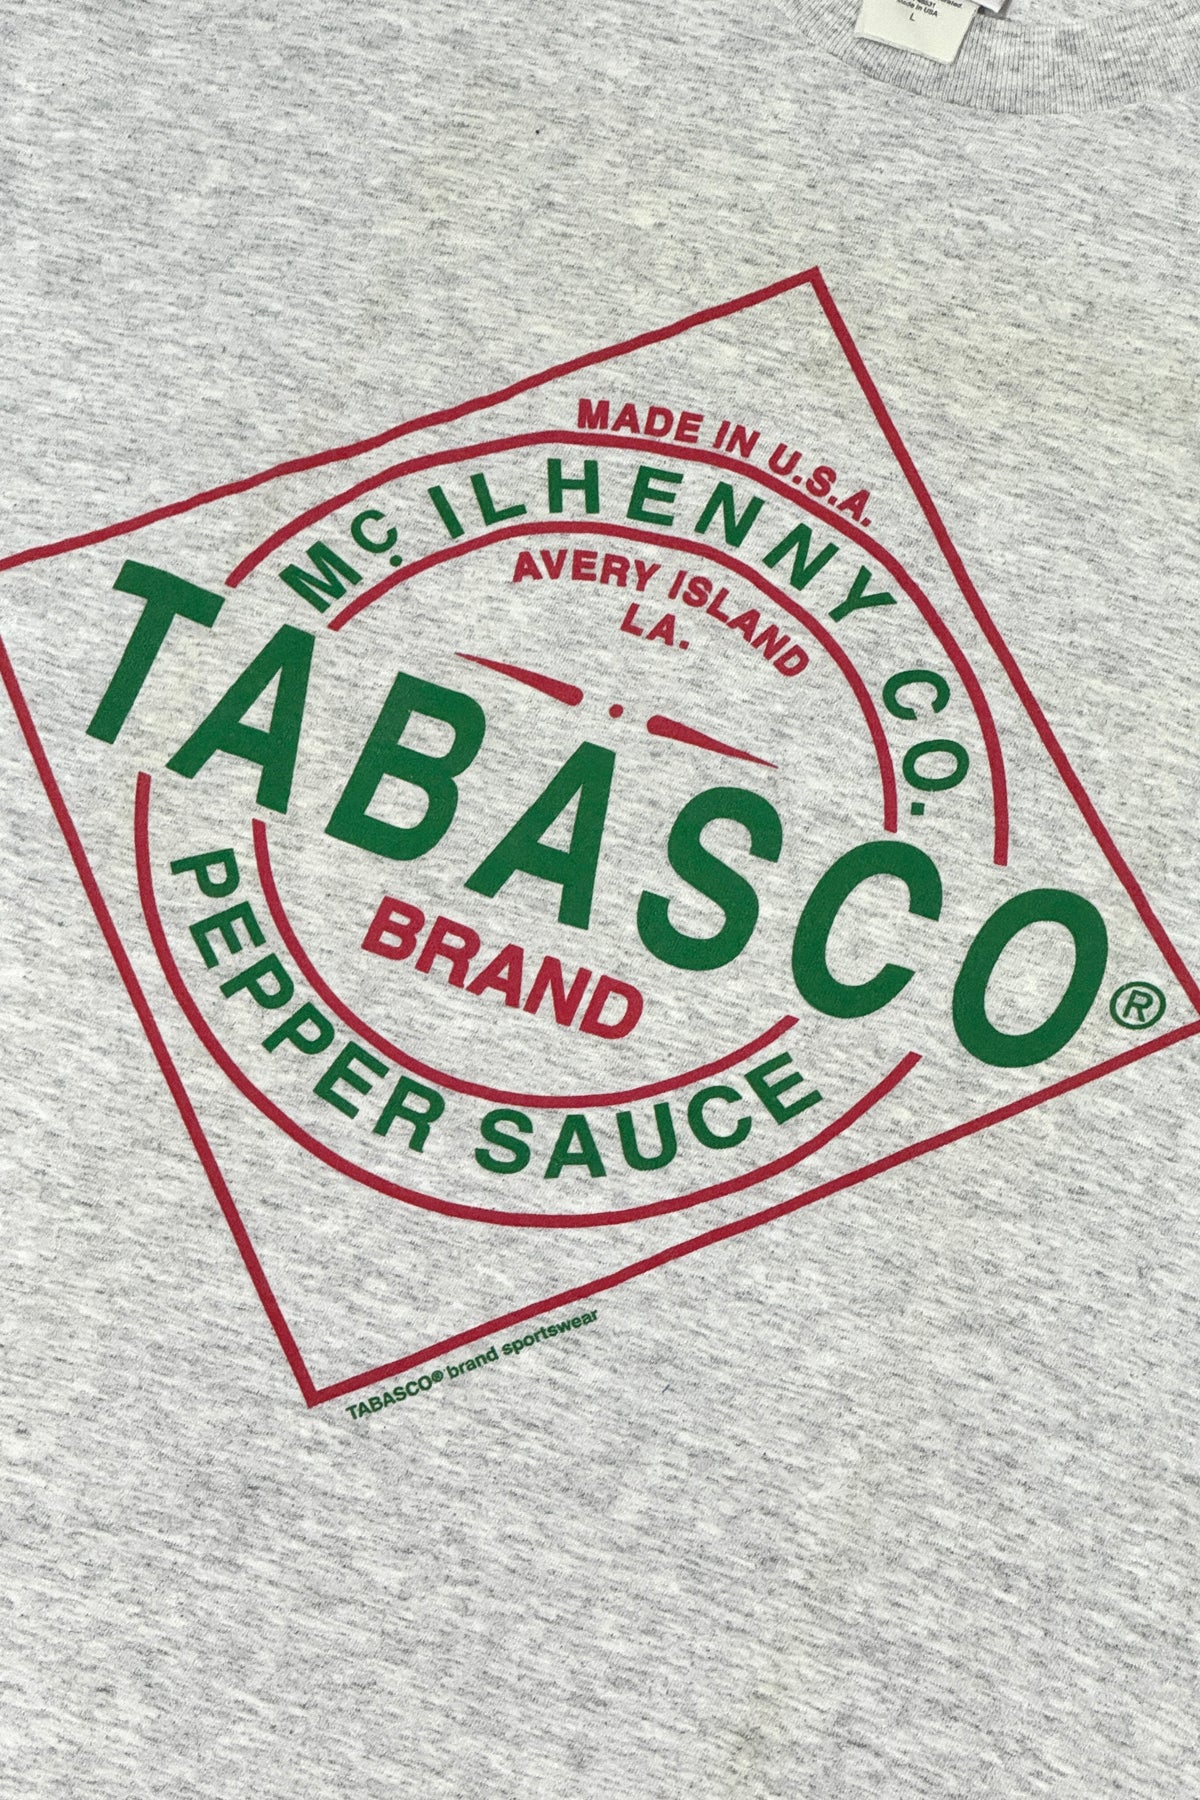 Made in USA
L
MADE IN U.S.A.
Mc. ILHENNY CO.
AVERY ISLAND
LA.
TABASCO®
BRAND
PEPPER SAUCE
TABASCO® brand sportswear